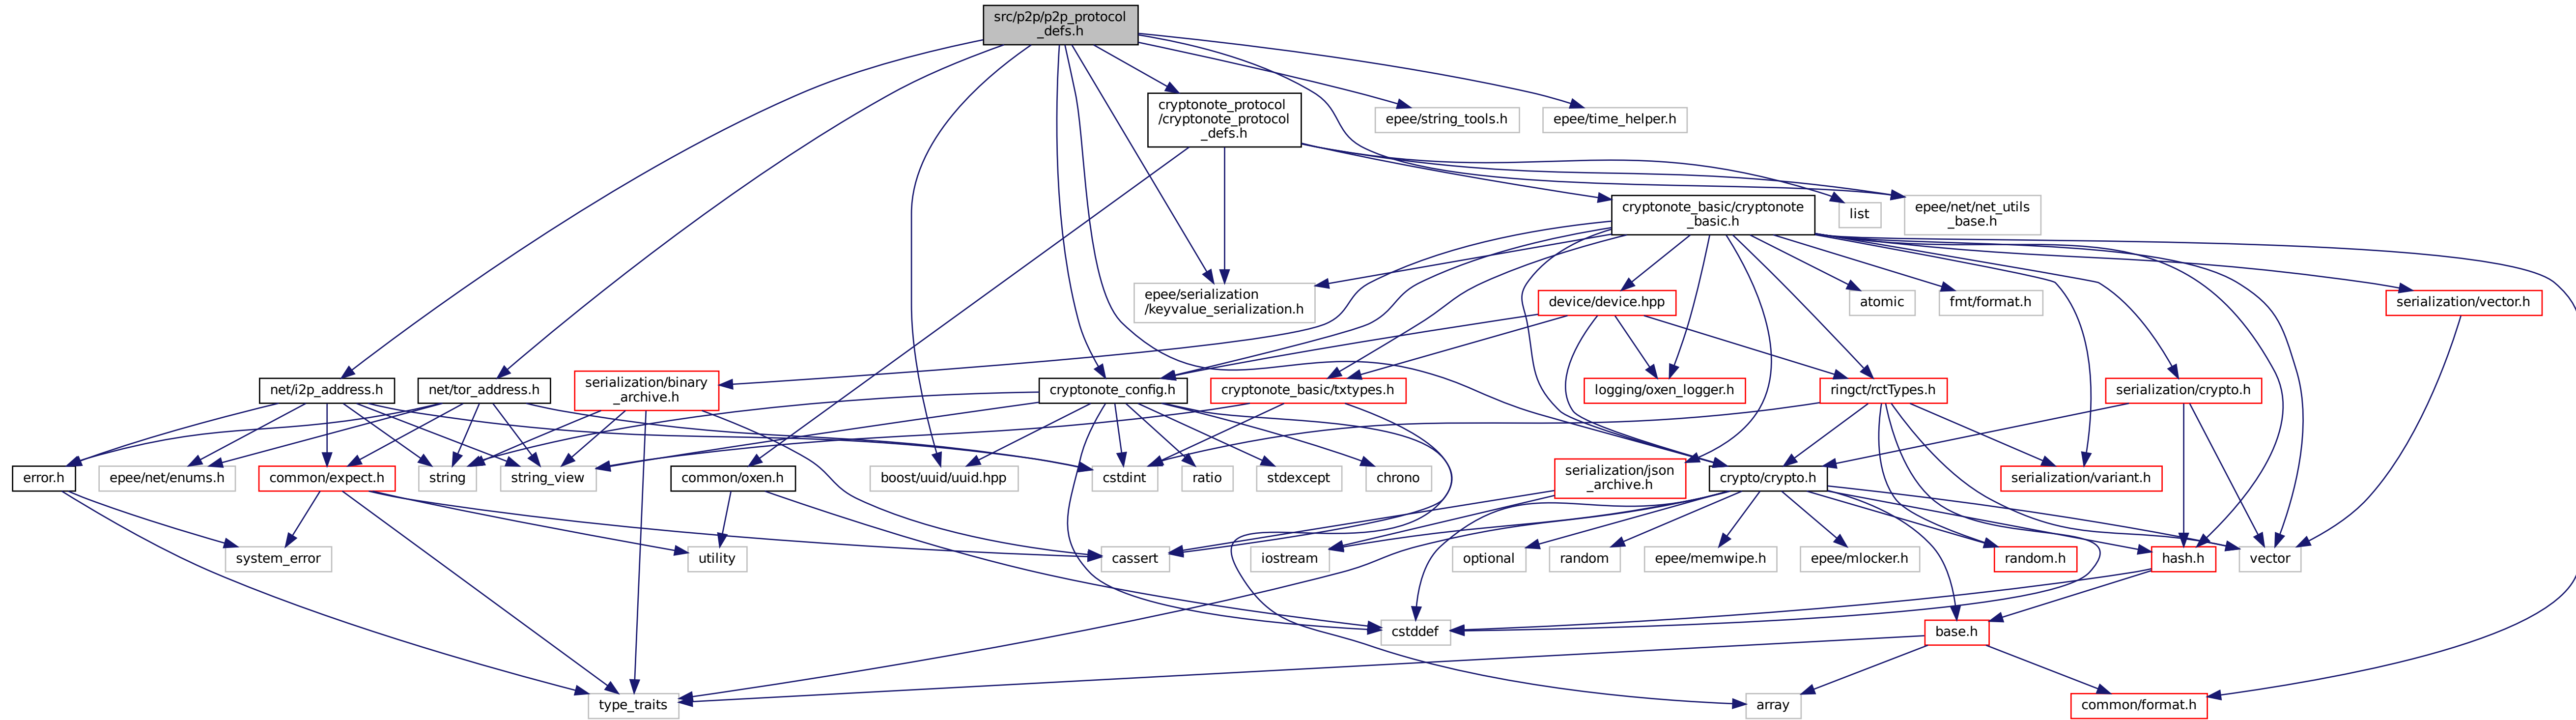 src/p2p/p2p_protocol
_defs.h
cryptonote_protocol
/cryptonote_protocol
_defs.h
epee/string_tools.h
epee/time_helper.h
cryptonote_basic/cryptonote
_basic.h
list
epee/net/net_utils
_base.h
epee/serialization
/keyvalue_serialization.h
device/device.hpp
atomic
fmt/format.h
serialization/vector.h
net/i2p_address.h
net/tor_address.h
serialization/binary
_archive.h
cryptonote_config.h
cryptonote_basic/txtypes.h
logging/oxen_logger.h
ringct/rctTypes.h
serialization/crypto.h
error.h
epee/net/enums.h
common/expect.h
string
string_view
common/oxen.h
boost/uuid/uuid.hpp
cstdint
ratio
stdexcept
chrono
serialization/json
_archive.h
crypto/crypto.h
serialization/variant.h
system_error
utility
cassert
iostream
optional
random
epee/memwipe.h
epee/mlocker.h
random.h
hash.h
vector
cstddef
base.h
type_traits
array
common/format.h